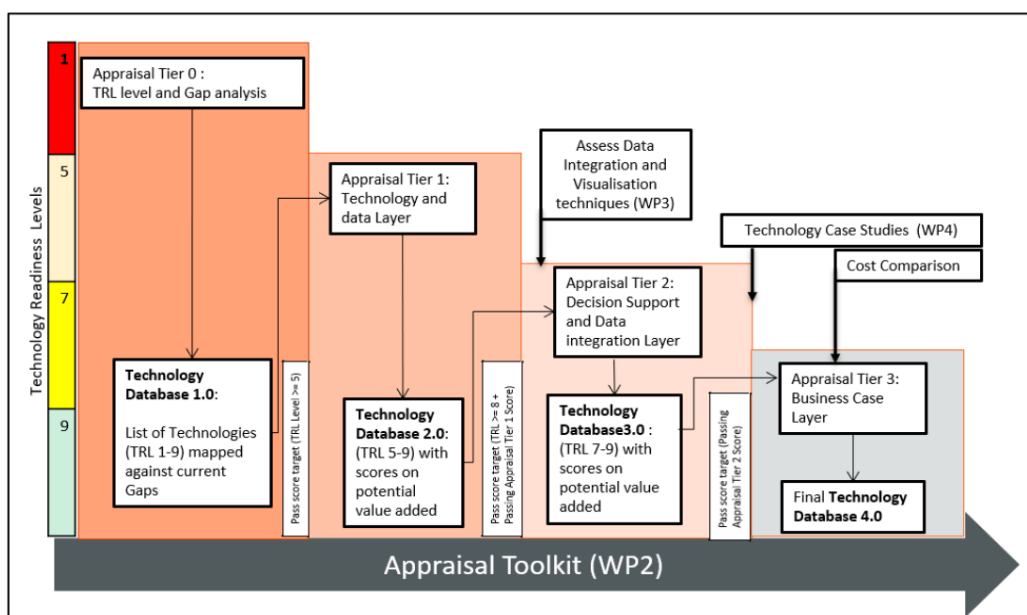 Technology Readiness Levels
1
5
7
9
Appraisal Tier 0 :
TRL level and Gap analysis
Technology
Database 1.0:
List of Technologies
(TRL 1-9) mapped
against current
Gaps
Pass score target (TRL Level >= 5)
Appraisal Tier 1:
Technology and
data Layer
Technology
Database 2.0:
(TRL 5-9) with
scores on
potential
value added
Pass score target (TRL >= 8 +
Passing Appraisal Tier 1 Score)
Assess Data
Integration and
Visualisation
techniques (WP3)
Appraisal Tier 2:
Decision Support
and Data
integration Layer
Technology
Database3.0 :
(TRL 7-9) with
scores on
potential
value added
Pass score target (Passing
Appraisal Tier 2 Score)
Technology Case Studies (WP4)
Cost Comparison
Appraisal Tier 3:
Business Case
Layer
Final Technology
Database 4.0
Appraisal Toolkit (WP2)